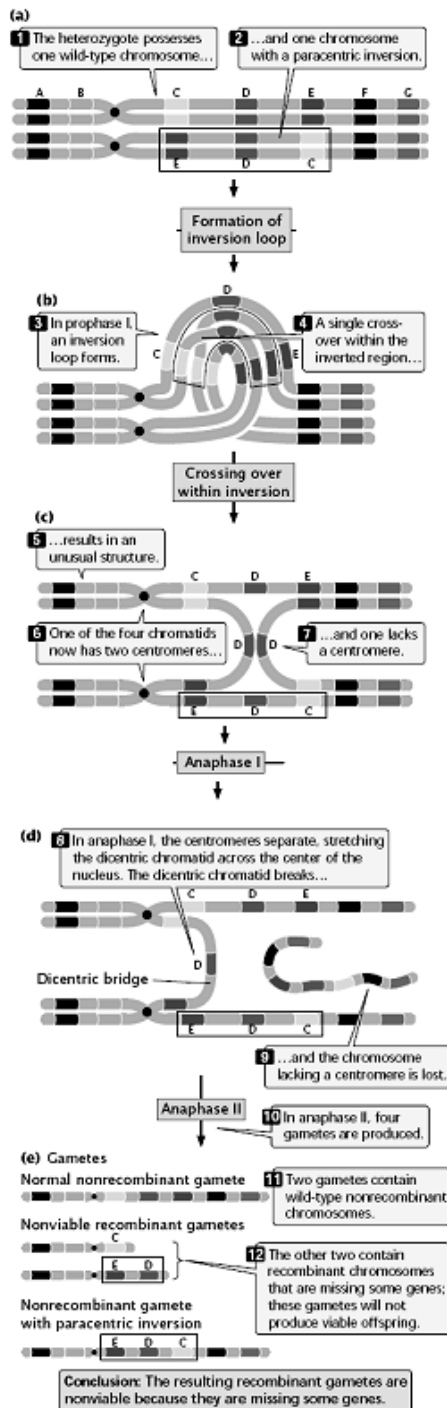 (a)
1 The heterozygote possesses
one wild-type chromosome…
2 …and one chromosome
with a paracentric inversion.
A B C D E F G
E D C
Formation of
inversion loop
(b)
D
3 In prophase I,
an inversion
loop forms.
C
4 A single cross-
over within the
inverted region…
E
Crossing over
within inversion
(c)
5 …results in an
unusual structure.
C D E
6 One of the four chromatids
now has two centromeres…
D D
7 …and one lacks
a centromere.
E D C
Anaphase I
(d)
8 In anaphase I, the centromeres separate, stretching
the dicentric chromatid across the center of the
nucleus. The dicentric chromatid breaks…
C D E
D
Dicentric bridge
E D C
9 …and the chromosome
lacking a centromere is lost.
Anaphase II
10 In anaphase II, four
gametes are produced.
(e) Gametes
Normal nonrecombinant gamete
11 Two gametes contain
wild-type nonrecombinant
chromosomes.
Nonviable recombinant gametes
C
E D
12 The other two contain
recombinant chromosomes
that are missing some genes;
these gametes will not
produce viable offspring.
Nonrecombinant gamete
with paracentric inversion
E D C
Conclusion: The resulting recombinant gametes are
nonviable because they are missing some genes.